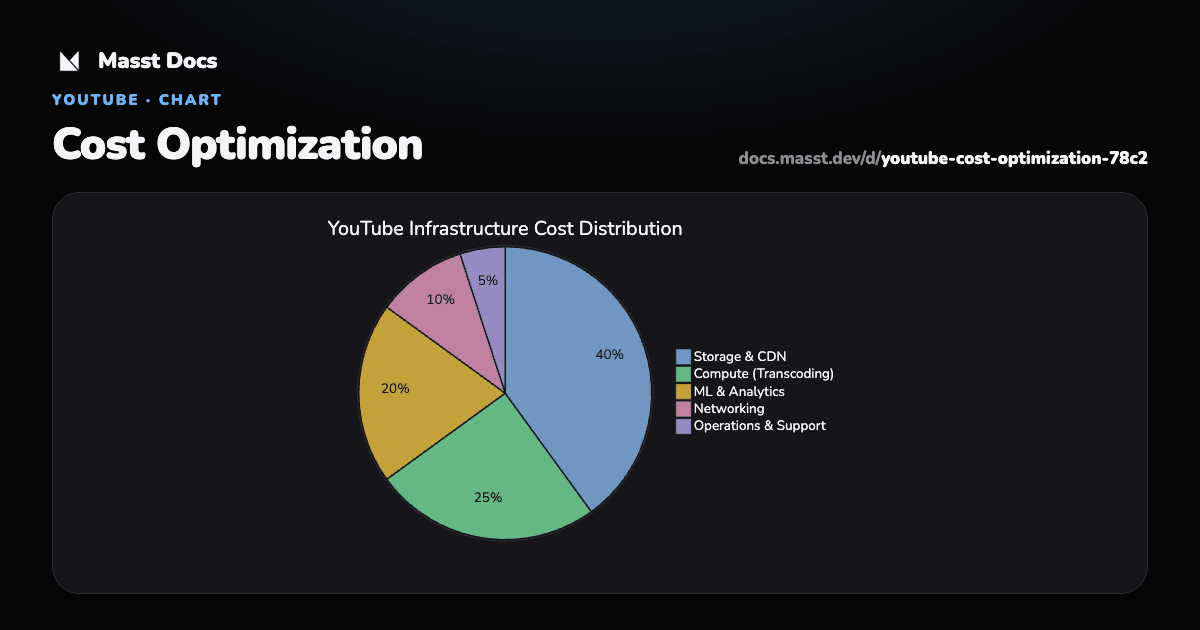 Masst Docs
YOUTUBE · CHART
Cost Optimization
docs.masst.dev/d/youtube-cost-optimization-78c2
YouTube Infrastructure Cost Distribution
5%
10%
40%
20%
25%
Storage & CDN
Compute (Transcoding)
ML & Analytics
Networking
Operations & Support